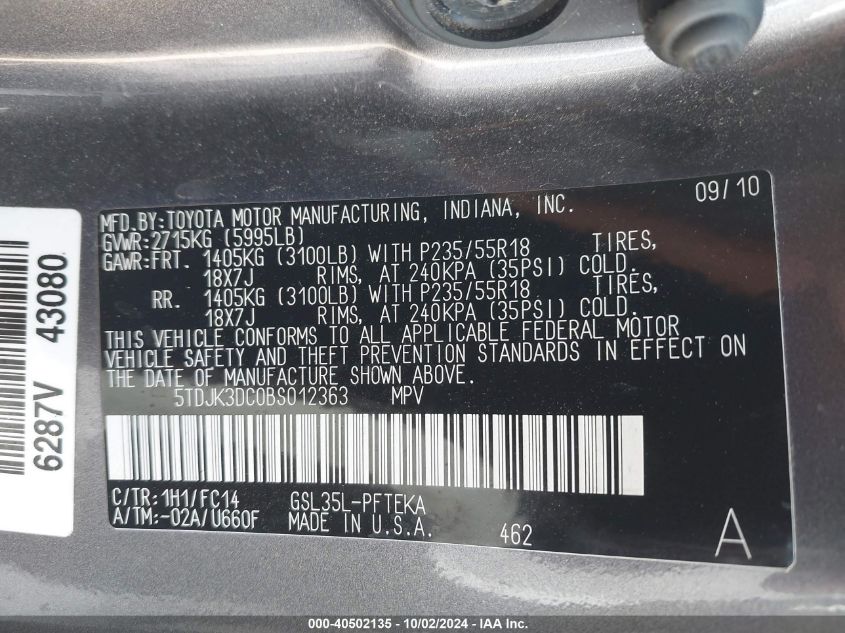 09/10
MFD.BY:TOYOTA MOTOR MANUFACTURING, INDIANA, INC.
GVWR:2715KG (5995LB)
GAWR:FRT. 1405KG (3100LB) WITH P235/55R18 TIRES,
18X7J RIMS, AT 240KPA (35PSI) COLD.
RR. 1405KG (3100LB) WITH P235/55R18 TIRES,
18X7J RIMS, AT 240KPA (35PSI) COLD.
THIS VEHICLE CONFORMS TO ALL APPLICABLE FEDERAL MOTOR
VEHICLE SAFETY AND THEFT PREVENTION STANDARDS IN EFFECT ON
THE DATE OF MANUFACTURE SHOWN ABOVE.
5TDJK3DC0BS012363 MPV
C/TR:1H1/FC14 GSL35L-PFTEKA
A/TM:-02A/U660F MADE IN U.S.A. 462 A
6287V 43080
000-40502135 - 10/02/2024 - IAA Inc.